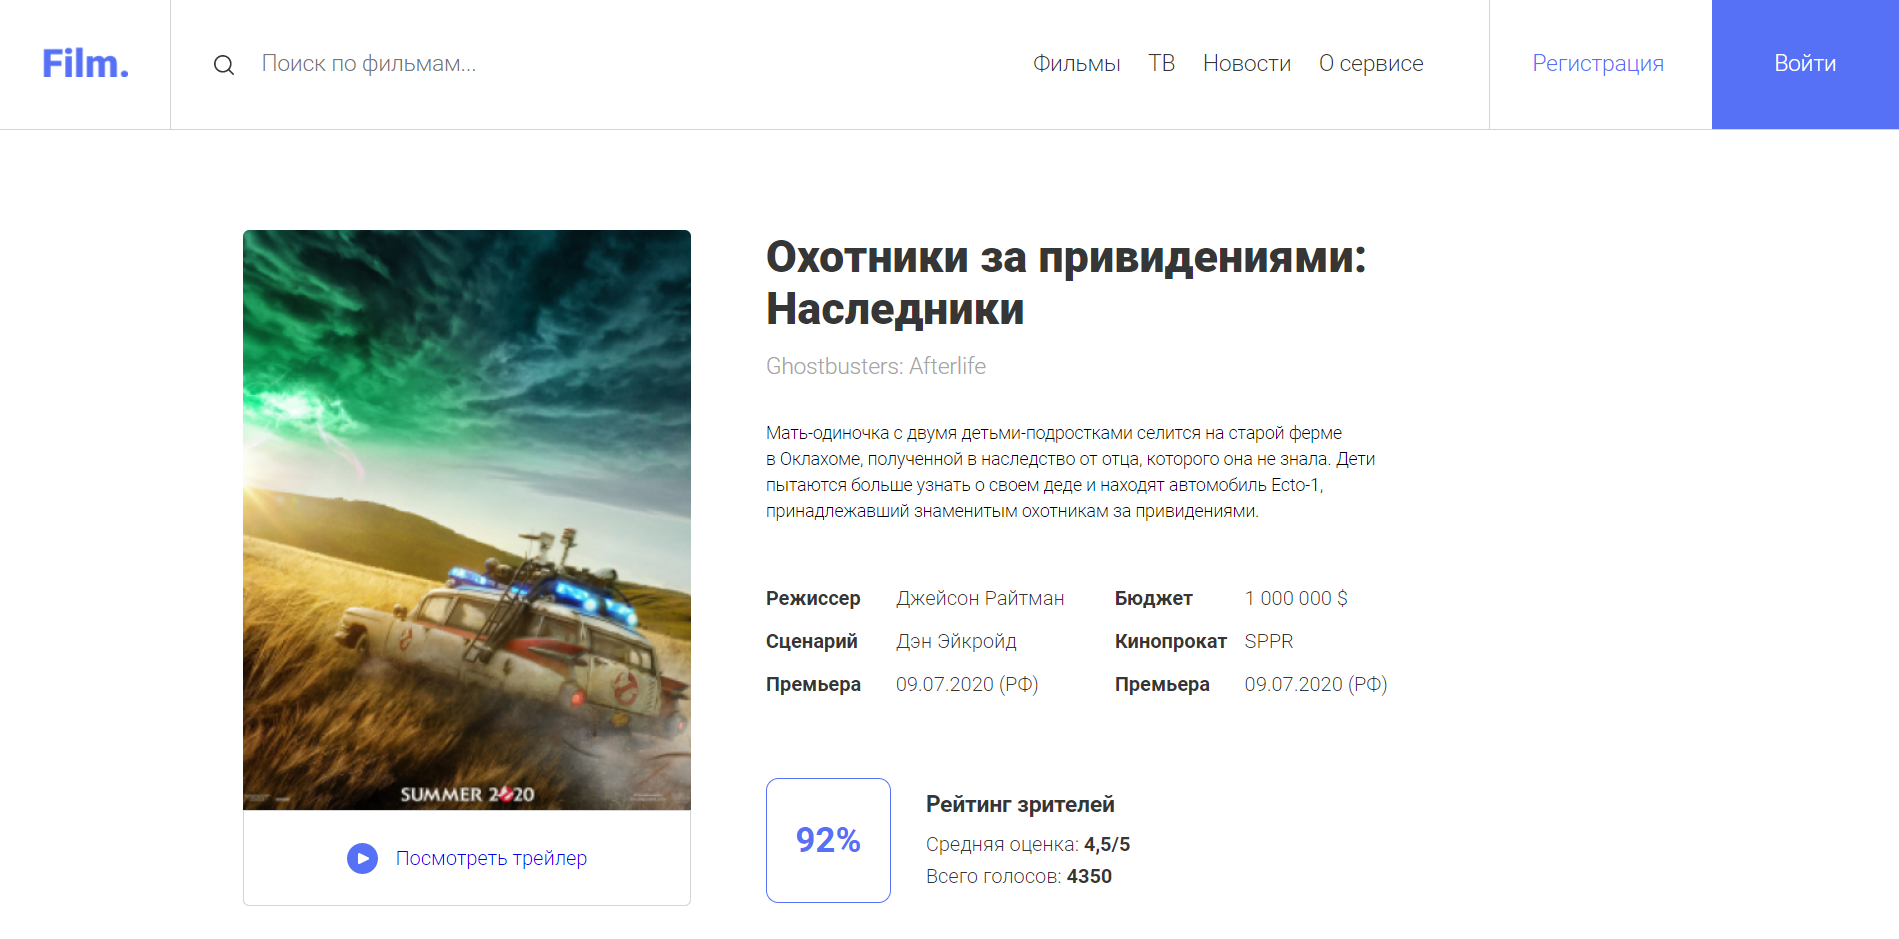 Film.
Поиск по фильмам...
Фильмы ТВ Новости О сервисе
Регистрация
Войти
Охотники за привидениями:
Наследники
Ghostbusters: Afterlife
Мать-одиночка с двумя детьми-подростками селится на старой ферме
в Оклахоме, полученной в наследство от отца, которого она не знала. Дети
пытаются больше узнать о своем деде и находят автомобиль Ecto-1,
принадлежавший знаменитым охотникам за привидениями.
Режиссер Джейсон Райтман Бюджет 1 000 000 $
Сценарий Дэн Эйкройд Кинопрокат SPPR
Премьера 09.07.2020 (РФ) Премьера 09.07.2020 (РФ)
SUMMER 2020
Посмотреть трейлер
92%
Рейтинг зрителей
Средняя оценка: 4,5/5
Всего голосов: 4350